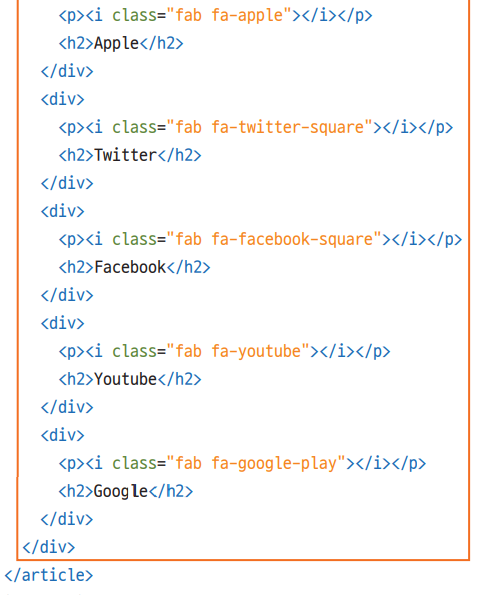 <p><i class="fab fa-apple"></i></p>
<h2>Apple</h2>
</div>
<div>
<p><i class="fab fa-twitter-square"></i></p>
<h2>Twitter</h2>
</div>
<div>
<p><i class="fab fa-facebook-square"></i></p>
<h2>Facebook</h2>
</div>
<div>
<p><i class="fab fa-youtube"></i></p>
<h2>Youtube</h2>
</div>
<div>
<p><i class="fab fa-google-play"></i></p>
<h2>Google</h2>
</div>
</div>
</article>